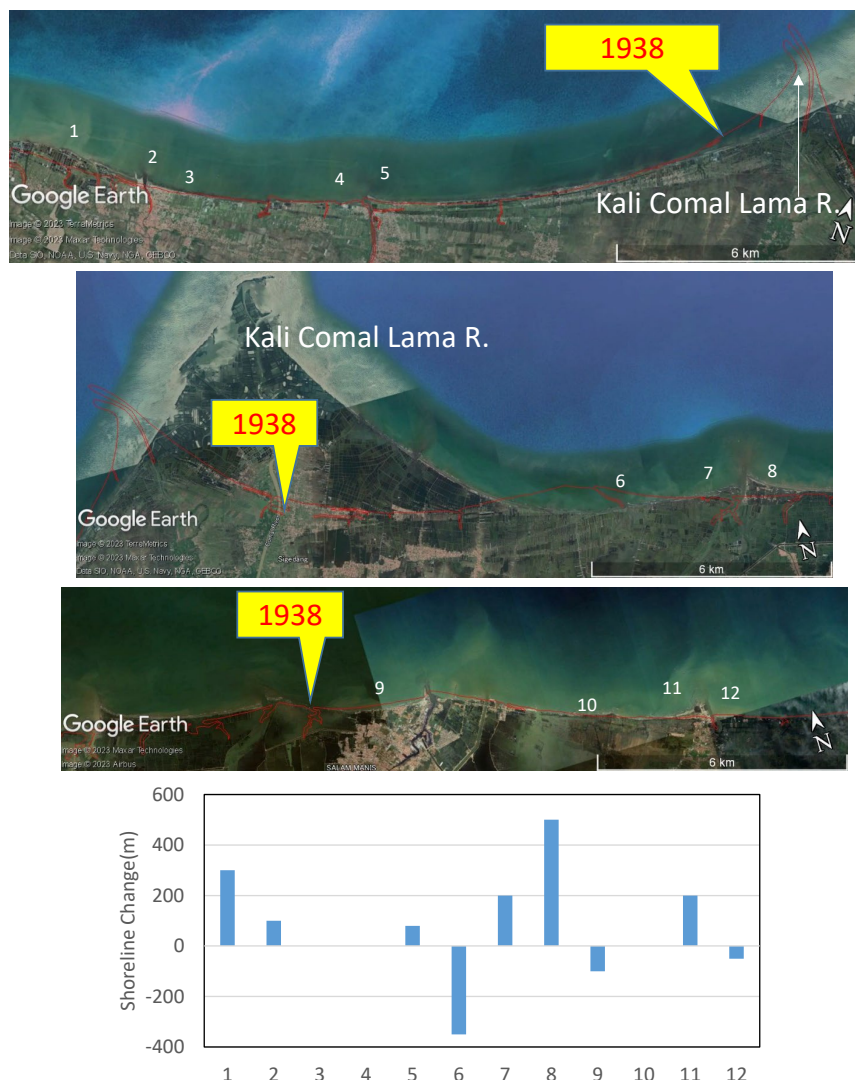 1938
1
2
3
4
5
Google Earth
Kali Comal Lama R.
Image © 2023 TerraMetrics
Image © 2023 Maxar Technologies
Data SIO, NOAA, U.S. Navy, NGA, GEBCO
6 km
N
Kali Comal Lama R.
1938
6
7
8
Google Earth
Image © 2023 TerraMetrics
Image © 2023 Maxar Technologies
Data SIO, NOAA, U.S. Navy, NGA, GEBCO
6 km
N
1938
9
10
11
12
Google Earth
Image © 2023 Maxar Technologies
Image © 2023 Airbus
SALAM MANIS
6 km
N
Shoreline Change(m)
600
400
200
0
-200
-400
1 2 3 4 5 6 7 8 9 10 11 12